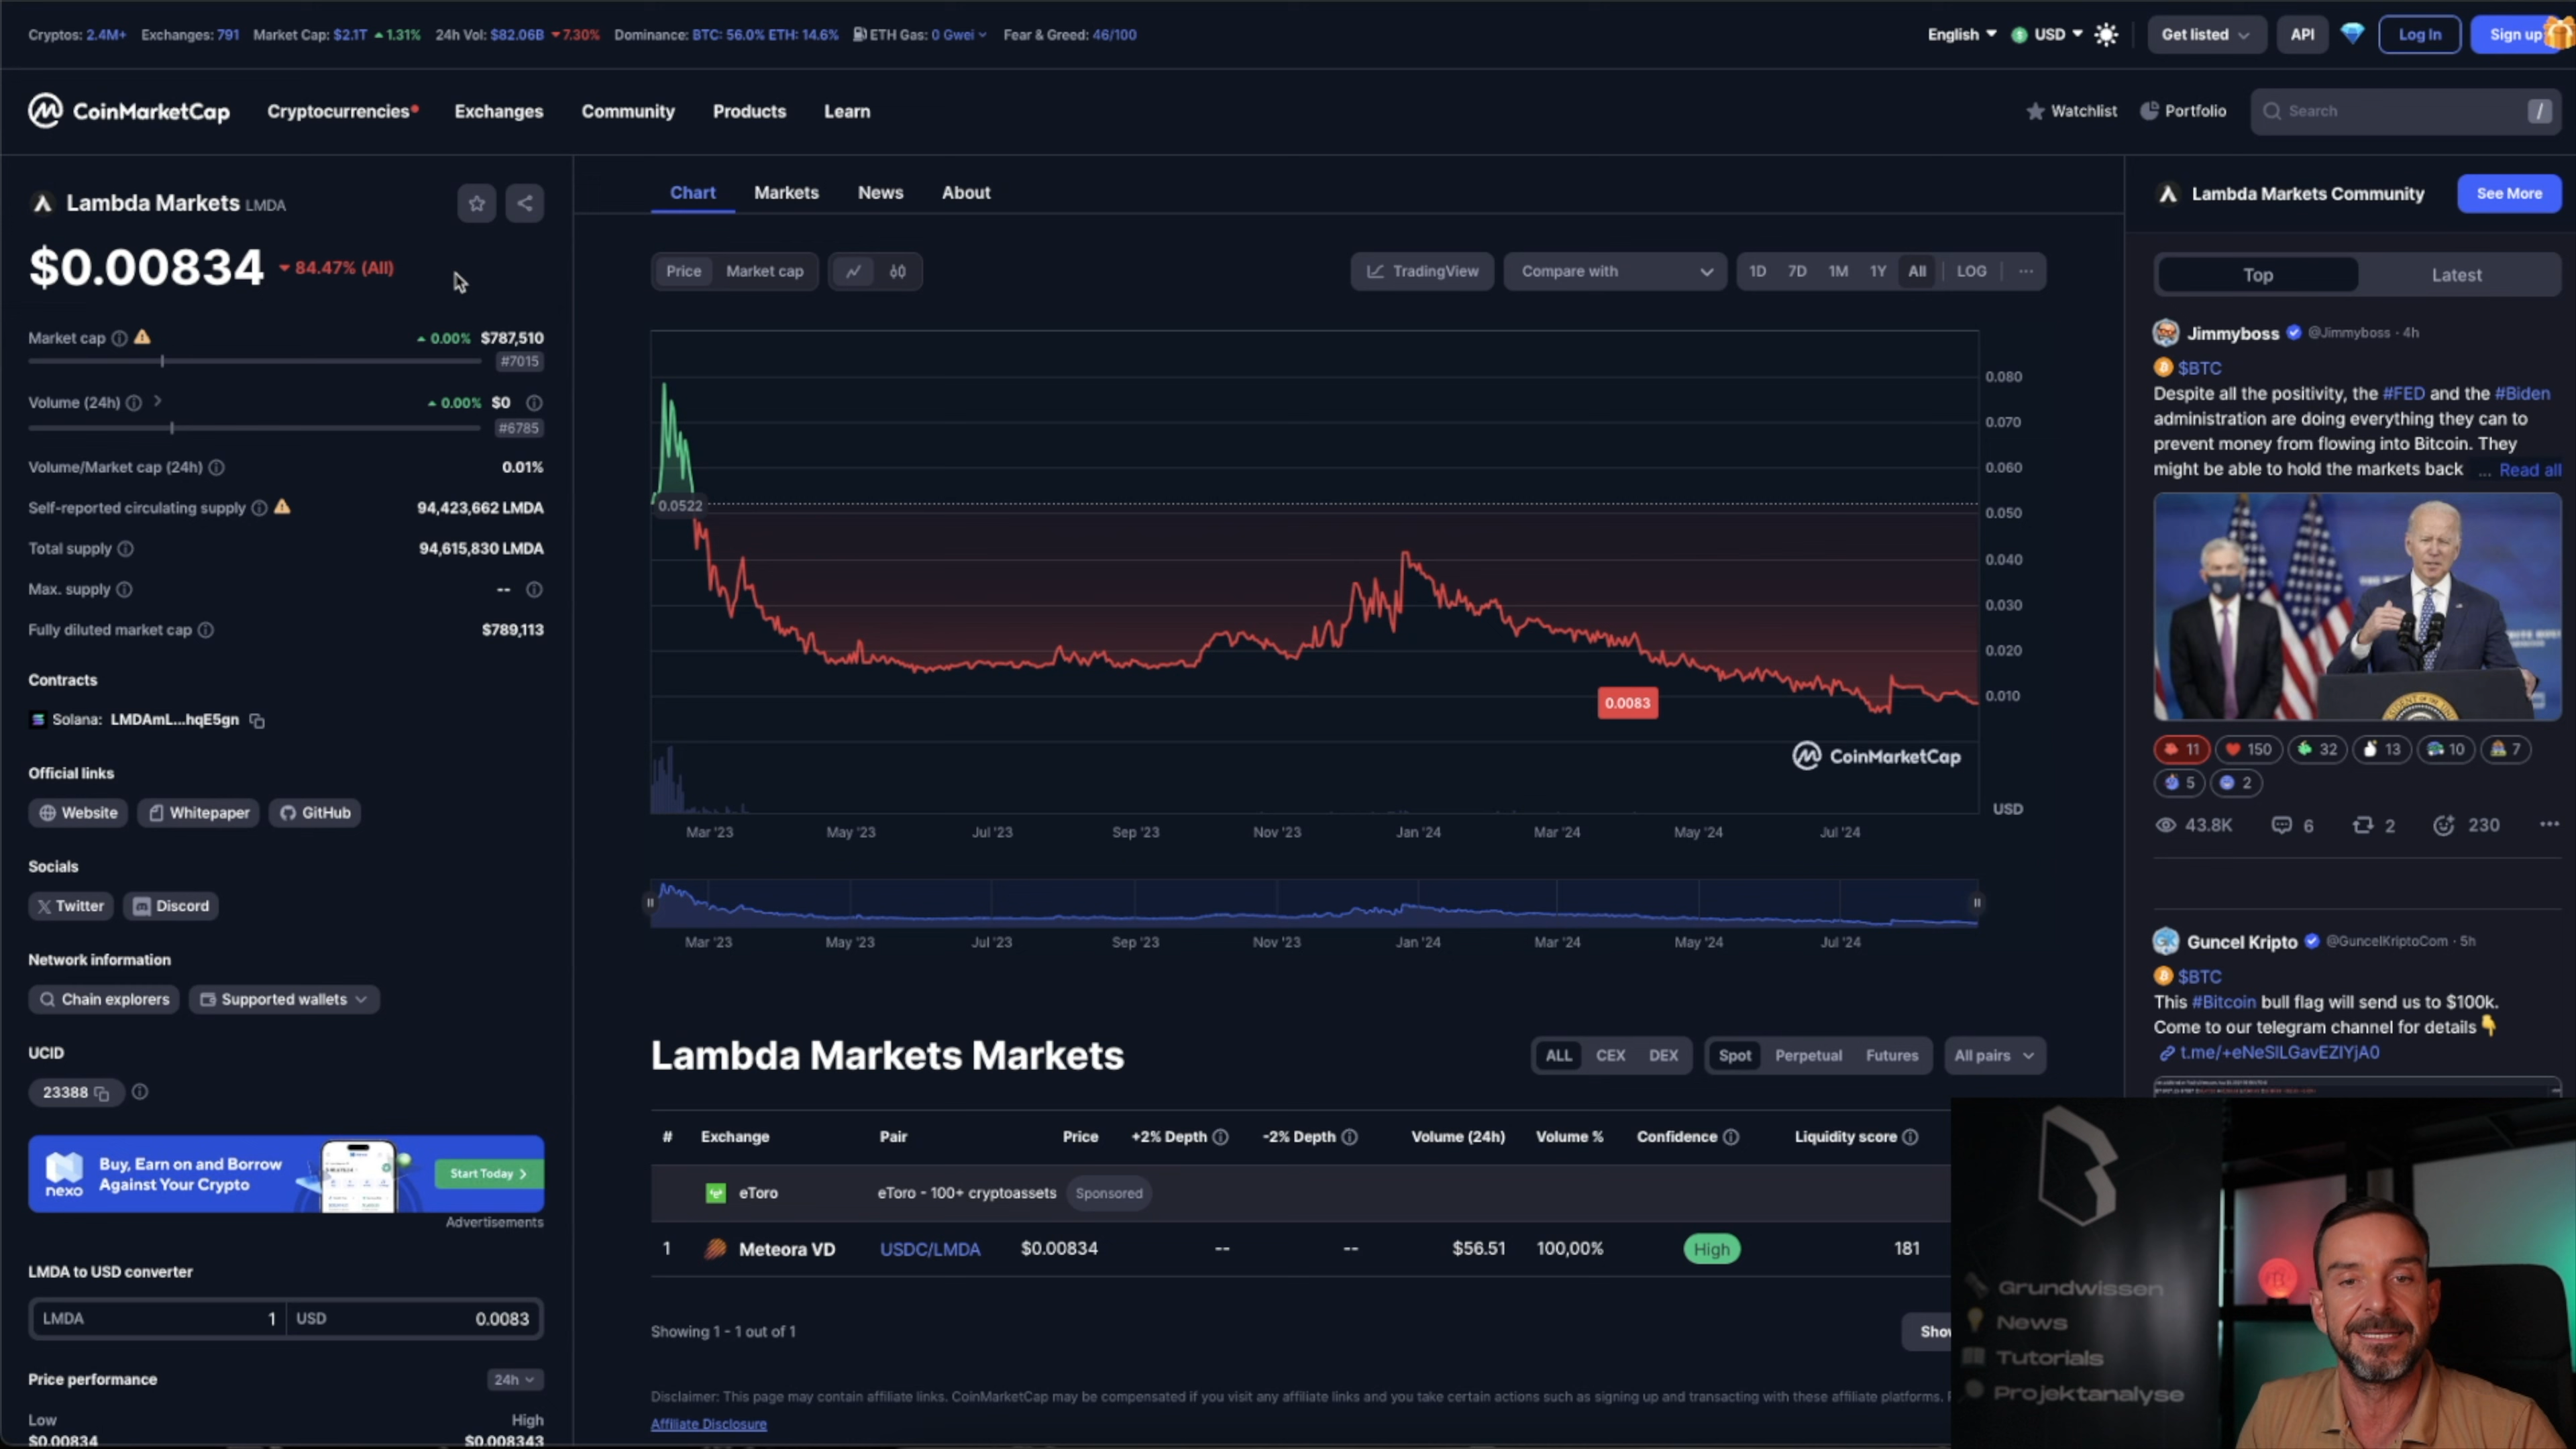 Cryptos: 2.4M+ Exchanges: 791 Market Cap: $2.1T 1.31% 24h Vol: $82.06B 7.30% Dominance: BTC: 56.0% ETH: 14.6% ETH Gas: 0 Gwei Fear & Greed: 46/100
English USD Get listed API Log In Sign up
CoinMarketCap Cryptocurrencies Exchanges Community Products Learn
Watchlist Portfolio Search /
Lambda Markets LMDA
$0.00834 84.47% (All)
Market cap 0.00% $787,510
#7015
Volume (24h) 0.00% $0
#6785
Volume/Market cap (24h) 0.01%
Self-reported circulating supply 94,423,662 LMDA
Total supply 94,615,830 LMDA
Max. supply --
Fully diluted market cap $789,113
Contracts
Solana: LMDAmL...hqE5gn
Official links
Website Whitepaper GitHub
Socials
Twitter Discord
Network information
Chain explorers Supported wallets
UCID
23388
nexo
Buy, Earn on and Borrow
Against Your Crypto
Start Today
Advertisements
LMDA to USD converter
LMDA 1 USD 0.0083
Price performance 24h
Low High
$0.00834 $0.008343
Chart Markets News About
Price Market cap
TradingView Compare with 1D 7D 1M 1Y All LOG ...
0.080
0.070
0.060
0.0522
0.050
0.040
0.030
0.020
0.010
0.0083
CoinMarketCap
USD
Mar '23 May '23 Jul '23 Sep '23 Nov '23 Jan '24 Mar '24 May '24 Jul '24
Mar '23 May '23 Jul '23 Sep '23 Nov '23 Jan '24 Mar '24 May '24 Jul '24
Lambda Markets Markets
ALL CEX DEX Spot Perpetual Futures All pairs
# Exchange Pair Price +2% Depth -2% Depth Volume (24h) Volume % Confidence Liquidity score
eToro eToro - 100+ cryptoassets Sponsored
1 Meteora VD USDC/LMDA $0.00834 -- -- $56.51 100,00% High 181
Showing 1 - 1 out of 1
Disclaimer: This page may contain affiliate links. CoinMarketCap may be compensated if you visit any affiliate links and you take certain actions such as signing up and transacting with these affiliate platforms.
Affiliate Disclosure
Lambda Markets Community See More
Top Latest
Jimmyboss @Jimmyboss · 4h
$BTC
Despite all the positivity, the #FED and the #Biden
administration are doing everything they can to
prevent money from flowing into Bitcoin. They
might be able to hold the markets back ... Read all
11 150 32 13 10 7
5 2
43.8K 6 2 230 ...
Guncel Kripto @GuncelKriptoCom · 5h
$BTC
This #Bitcoin bull flag will send us to $100k.
Come to our telegram channel for details
Grundwissen
News
Tutorials
Projektanalyse